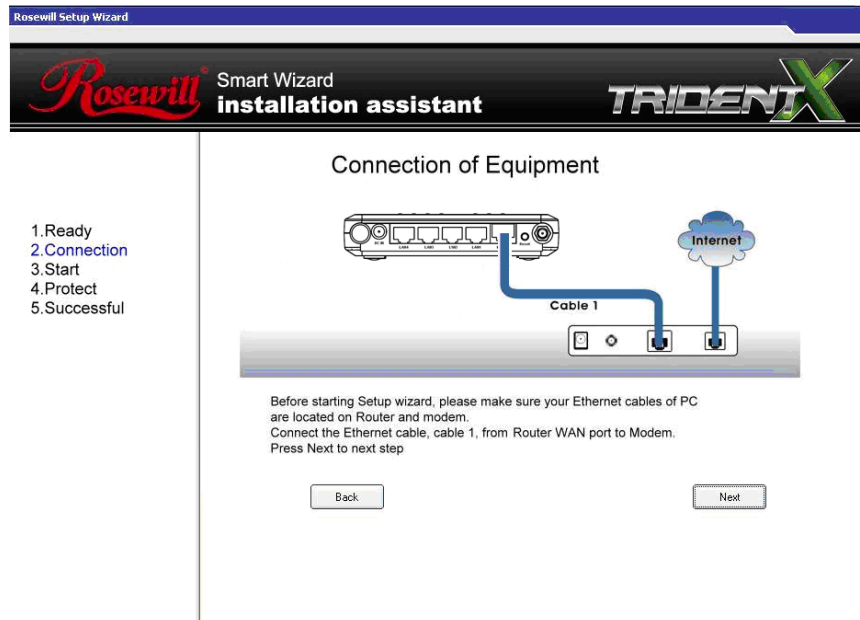 Rosewill Setup Wizard
Rosewill
Smart Wizard
installation assistant
TRIDENTX
Connection of Equipment
1.Ready
2.Connection
3.Start
4.Protect
5.Successful
DC IN
Reset
Internet
Cable 1
Before starting Setup wizard, please make sure your Ethernet cables of PC
are located on Router and modem.
Connect the Ethernet cable, cable 1, from Router WAN port to Modem.
Press Next to next step
Back
Next